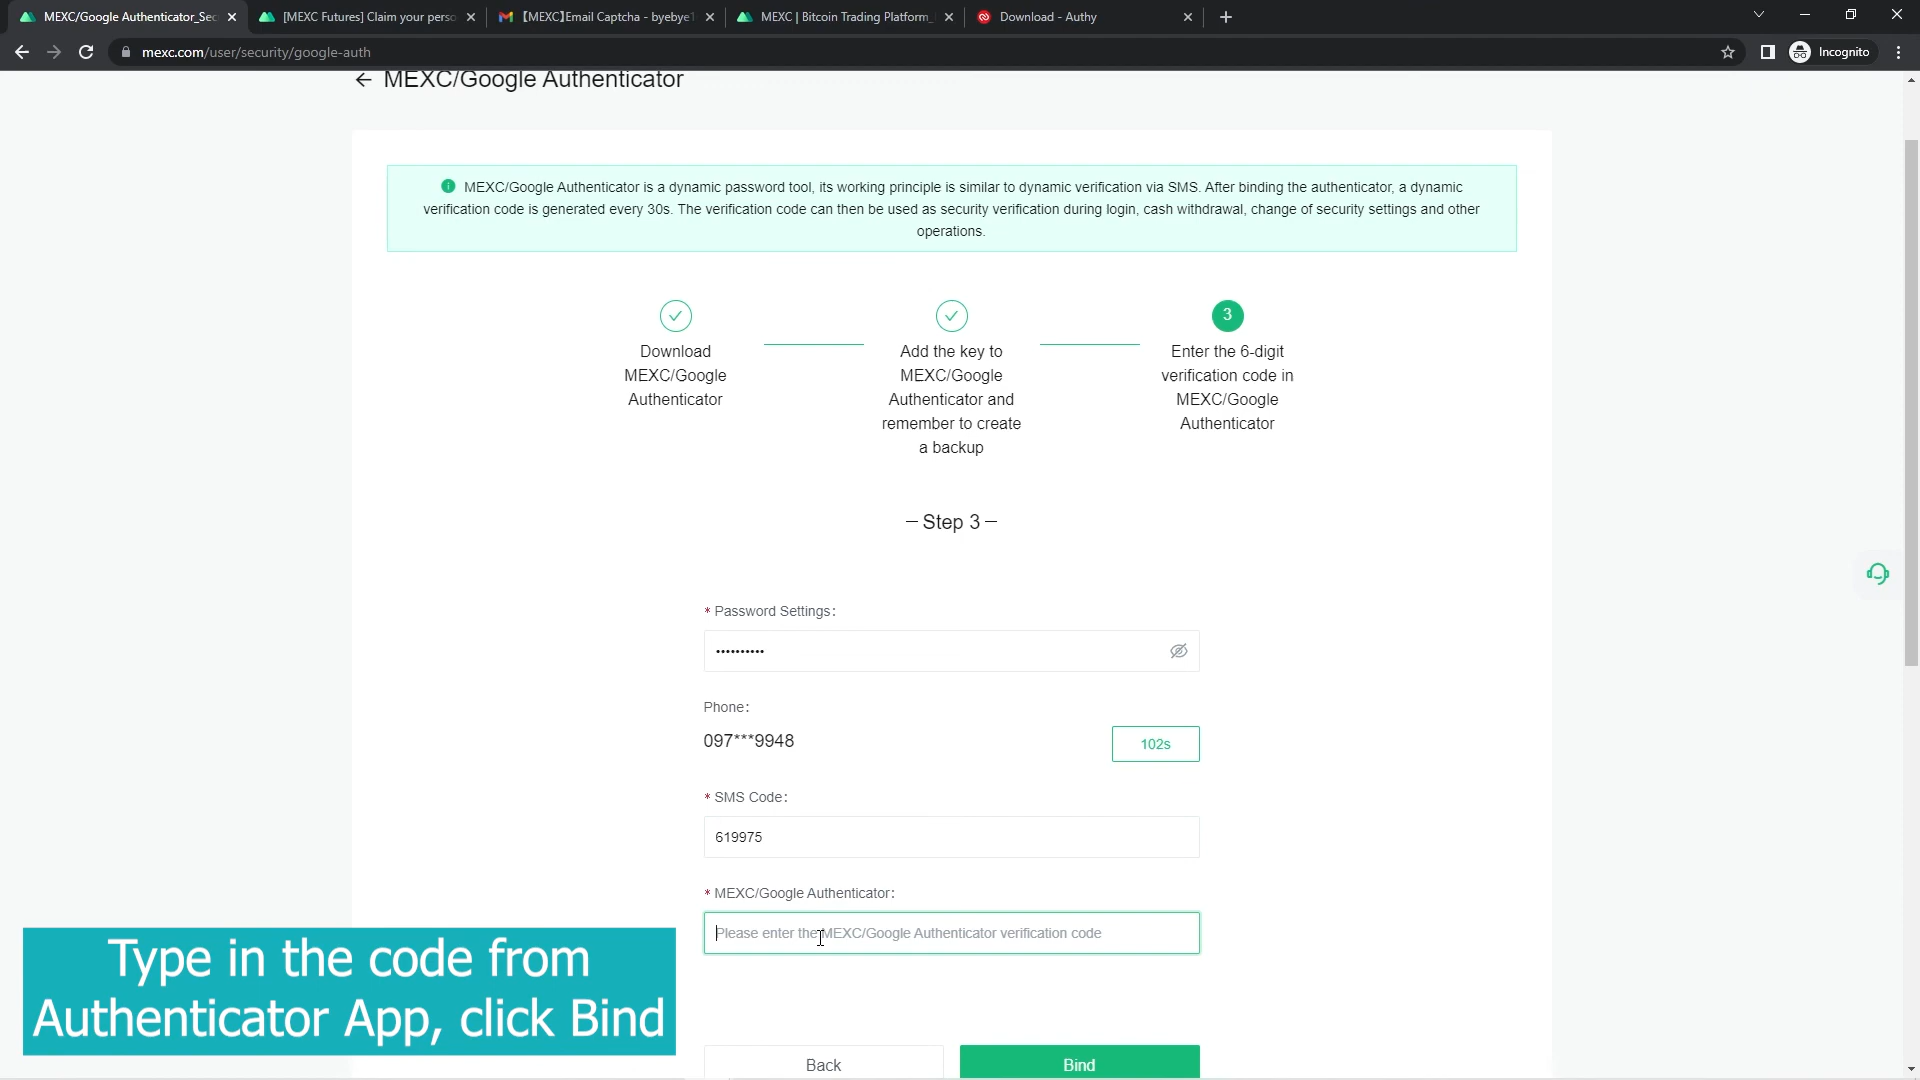 MEXC/Google Authenticator_Sec
[MEXC Futures] Claim your perso
【MEXC】Email Captcha - byebye1
MEXC | Bitcoin Trading Platform_
Download - Authy
mexc.com/user/security/google-auth
Incognito
← MEXC/Google Authenticator
MEXC/Google Authenticator is a dynamic password tool, its working principle is similar to dynamic verification via SMS. After binding the authenticator, a dynamic
verification code is generated every 30s. The verification code can then be used as security verification during login, cash withdrawal, change of security settings and other
operations.
3
Download
MEXC/Google
Authenticator
Add the key to
MEXC/Google
Authenticator and
remember to create
a backup
Enter the 6-digit
verification code in
MEXC/Google
Authenticator
– Step 3 –
* Password Settings:
••••••••••
Phone:
097***9948
102s
* SMS Code:
619975
* MEXC/Google Authenticator:
Please enter the MEXC/Google Authenticator verification code
Type in the code from
Authenticator App, click Bind
Back
Bind